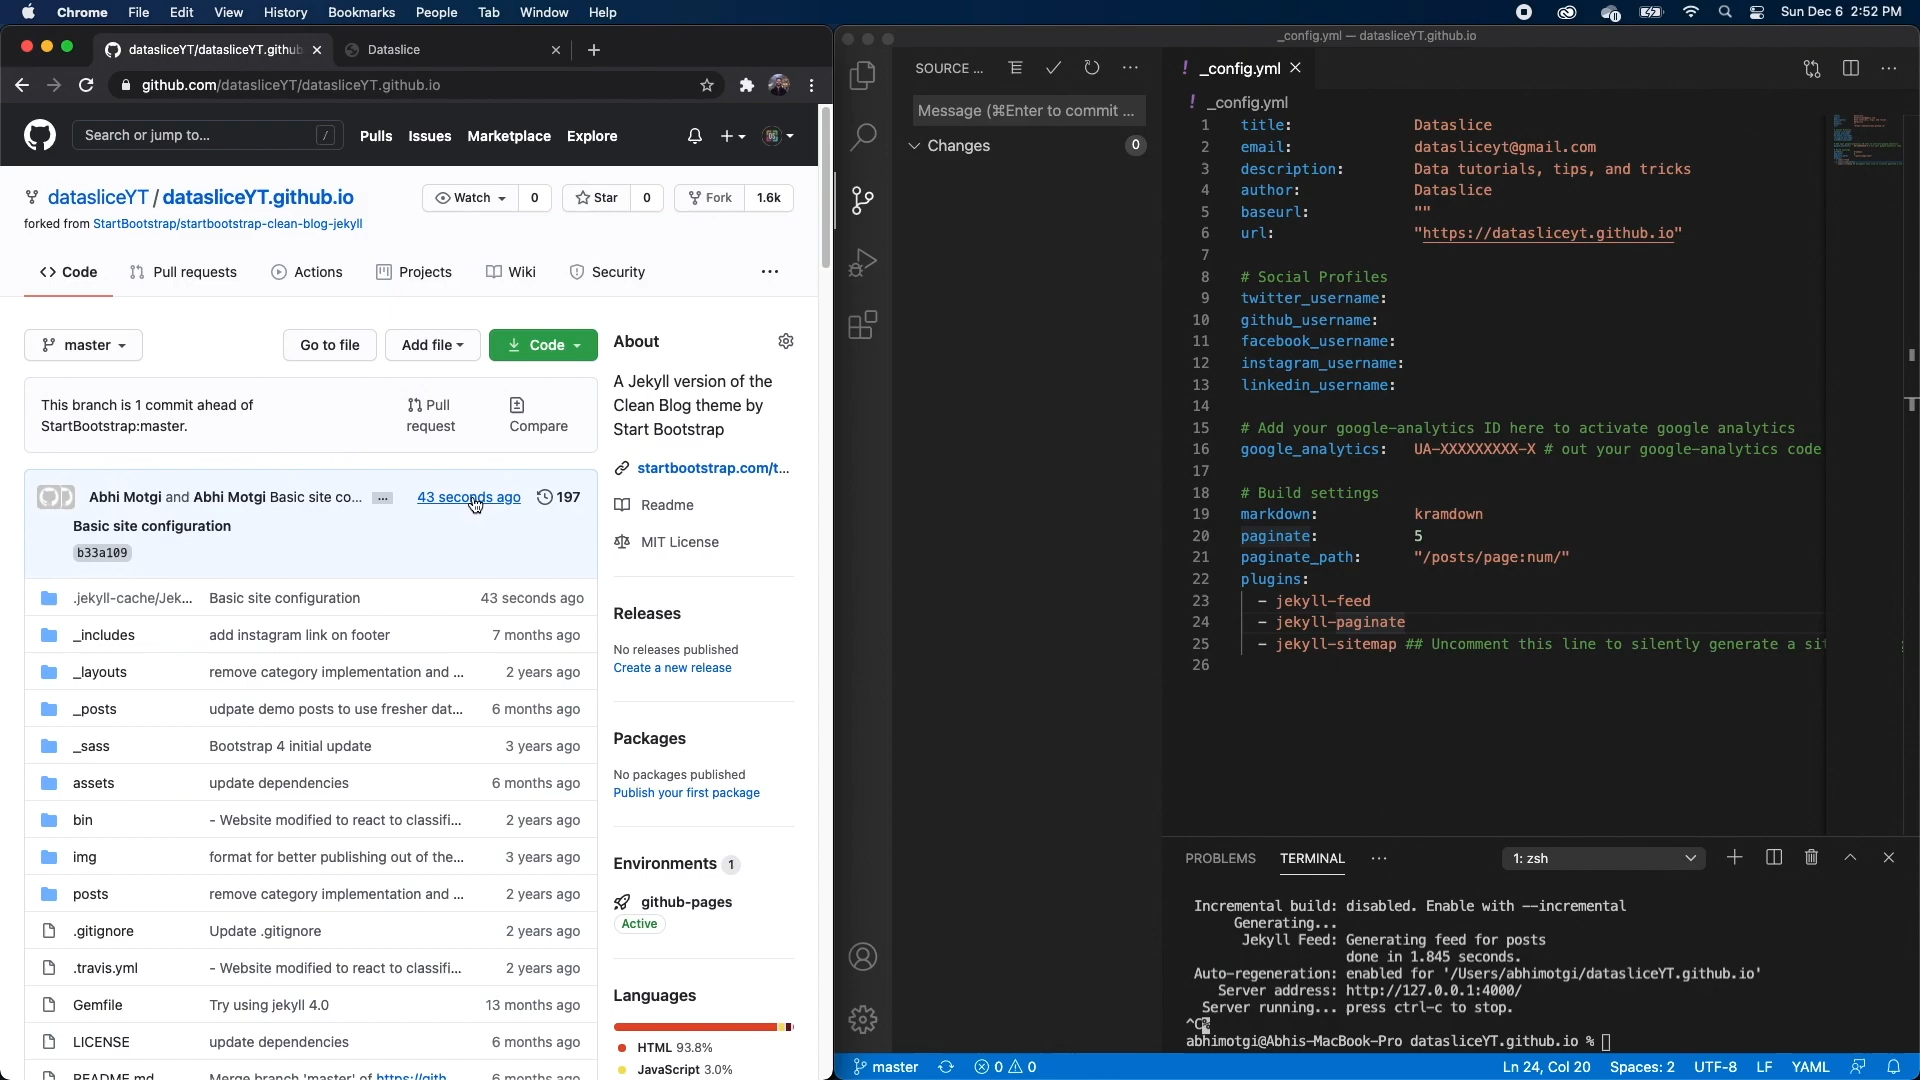 Chrome File Edit View History Bookmarks People Tab Window Help
Sun Dec 6 2:52 PM
datasliceYT/datasliceYT.github
Dataslice
github.com/datasliceYT/datasliceYT.github.io
Search or jump to... /
Pulls Issues Marketplace Explore
datasliceYT / datasliceYT.github.io
Watch 0 Star 0 Fork 1.6k
forked from StartBootstrap/startbootstrap-clean-blog-jekyll
Code Pull requests Actions Projects Wiki Security ...
master Go to file Add file Code
This branch is 1 commit ahead of
StartBootstrap:master.
Pull
request
Compare
Abhi Motgi and Abhi Motgi Basic site co... ... 43 seconds ago 197
Basic site configuration
b33a109
.jekyll-cache/Jek... Basic site configuration 43 seconds ago
_includes add instagram link on footer 7 months ago
_layouts remove category implementation and ... 2 years ago
_posts udpate demo posts to use fresher dat... 6 months ago
_sass Bootstrap 4 initial update 3 years ago
assets update dependencies 6 months ago
bin - Website modified to react to classifi... 2 years ago
img format for better publishing out of the... 3 years ago
posts remove category implementation and ... 2 years ago
.gitignore Update .gitignore 2 years ago
.travis.yml - Website modified to react to classifi... 2 years ago
Gemfile Try using jekyll 4.0 13 months ago
LICENSE update dependencies 6 months ago
README.md Merge branch 'master' of https://gith... 6 months ago
About
A Jekyll version of the
Clean Blog theme by
Start Bootstrap
startbootstrap.com/t...
Readme
MIT License
Releases
No releases published
Create a new release
Packages
No packages published
Publish your first package
Environments 1
github-pages
Active
Languages
HTML 93.8%
JavaScript 3.0%
_config.yml — datasliceYT.github.io
SOURCE ...
Message (⌘Enter to commit ...
Changes 0
! _config.yml
! _config.yml
1 title: Dataslice
2 email: datasliceyt@gmail.com
3 description: Data tutorials, tips, and tricks
4 author: Dataslice
5 baseurl: ""
6 url: "https://datasliceyt.github.io"
7
8 # Social Profiles
9 twitter_username:
10 github_username:
11 facebook_username:
12 instagram_username:
13 linkedin_username:
14
15 # Add your google-analytics ID here to activate google analytics
16 google_analytics: UA-XXXXXXXXX-X # out your google-analytics code
17
18 # Build settings
19 markdown: kramdown
20 paginate: 5
21 paginate_path: "/posts/page:num/"
22 plugins:
23 - jekyll-feed
24 - jekyll-paginate
25 - jekyll-sitemap ## Uncomment this line to silently generate a sit
26
PROBLEMS TERMINAL ... 1: zsh
Incremental build: disabled. Enable with --incremental
Generating...
Jekyll Feed: Generating feed for posts
done in 1.845 seconds.
Auto-regeneration: enabled for '/Users/abhimotgi/datasliceYT.github.io'
Server address: http://127.0.0.1:4000/
Server running... press ctrl-c to stop.
^C%
abhimotgi@Abhis-MacBook-Pro datasliceYT.github.io %
master 0 0 Ln 24, Col 20 Spaces: 2 UTF-8 LF YAML